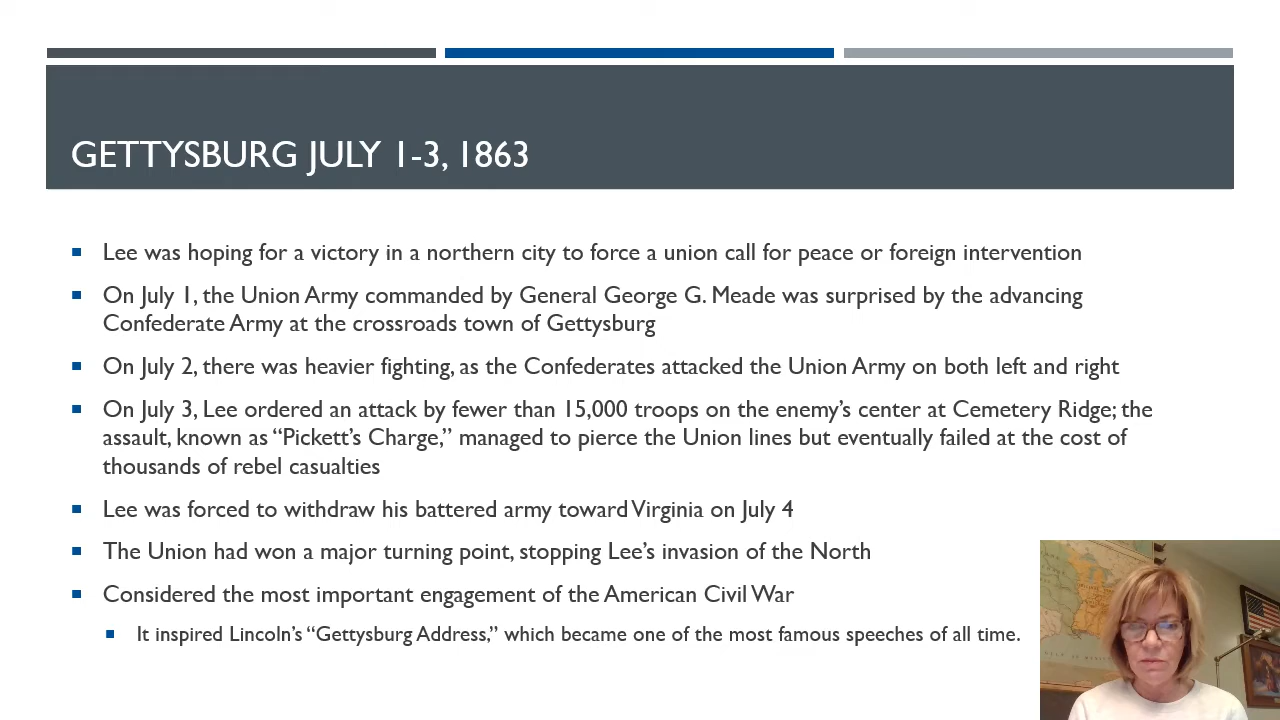 GETTYSBURG JULY 1-3, 1863
Lee was hoping for a victory in a northern city to force a union call for peace or foreign intervention
On July 1, the Union Army commanded by General George G. Meade was surprised by the advancing
Confederate Army at the crossroads town of Gettysburg
On July 2, there was heavier fighting, as the Confederates attacked the Union Army on both left and right
On July 3, Lee ordered an attack by fewer than 15,000 troops on the enemy’s center at Cemetery Ridge; the
assault, known as “Pickett’s Charge,” managed to pierce the Union lines but eventually failed at the cost of
thousands of rebel casualties
Lee was forced to withdraw his battered army toward Virginia on July 4
The Union had won a major turning point, stopping Lee’s invasion of the North
Considered the most important engagement of the American Civil War
It inspired Lincoln’s “Gettysburg Address,” which became one of the most famous speeches of all time.